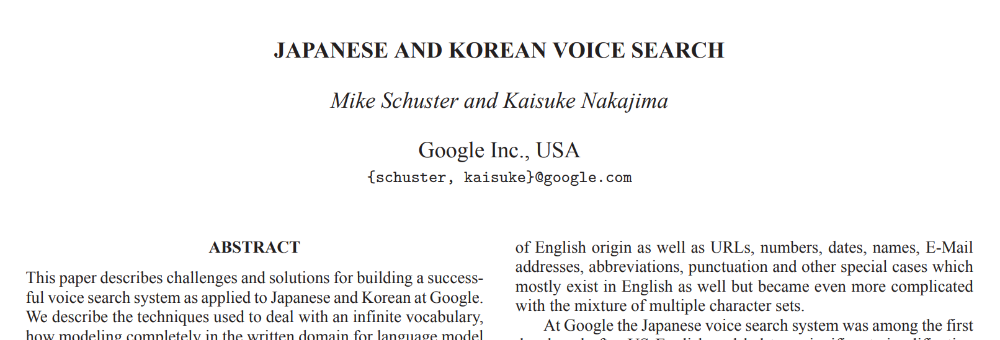 JAPANESE AND KOREAN VOICE SEARCH
Mike Schuster and Kaisuke Nakajima
Google Inc., USA
{schuster, kaisuke}@google.com
ABSTRACT
This paper describes challenges and solutions for building a success-
ful voice search system as applied to Japanese and Korean at Google.
We describe the techniques used to deal with an infinite vocabulary,
how modeling completely in the written domain for language model
of English origin as well as URLs, numbers, dates, names, E-Mail
addresses, abbreviations, punctuation and other special cases which
mostly exist in English as well but became even more complicated
with the mixture of multiple character sets.
At Google the Japanese voice search system was among the first